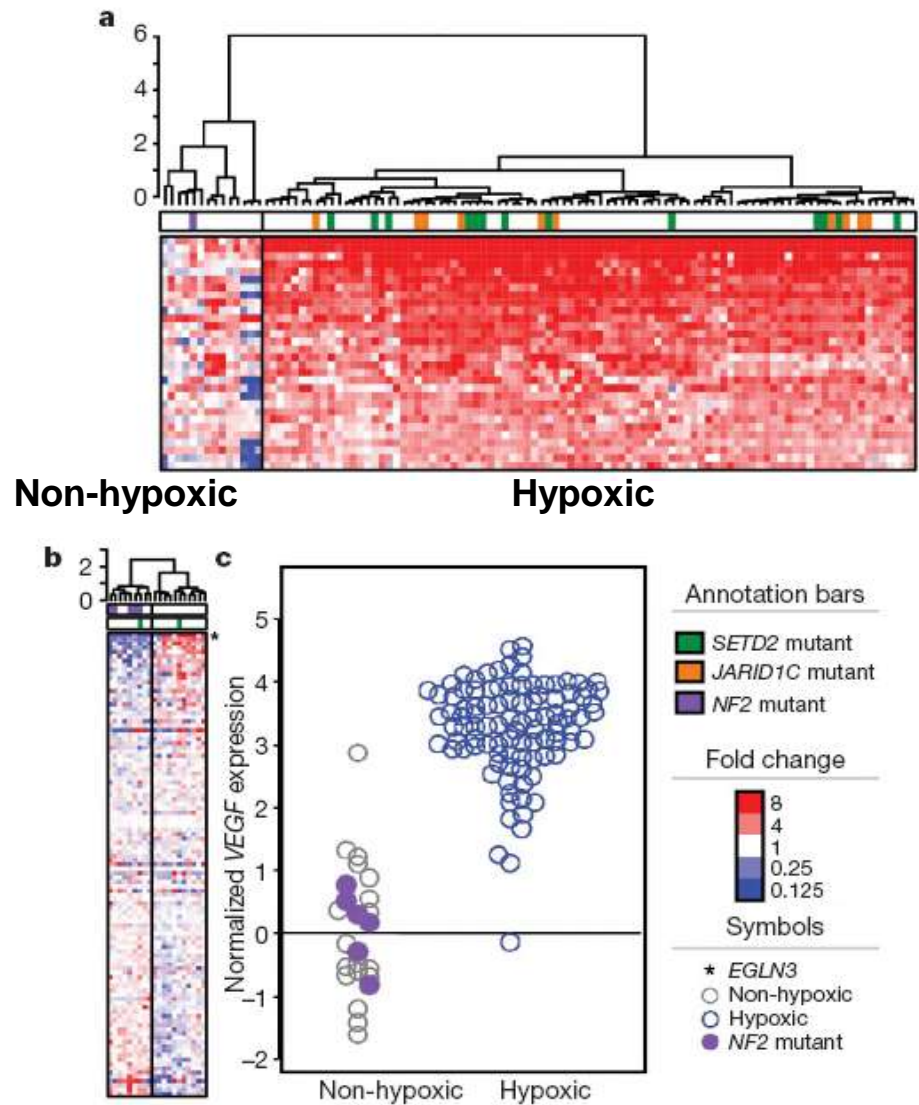 a
6
4
2
0
Non-hypoxic
Hypoxic
b
2
0
*
c
Normalized VEGF expression
5
4
3
2
1
0
–1
–2
Non-hypoxic
Hypoxic
Annotation bars
SETD2 mutant
JARID1C mutant
NF2 mutant
Fold change
8
4
1
0.25
0.125
Symbols
* EGLN3
Non-hypoxic
Hypoxic
NF2 mutant